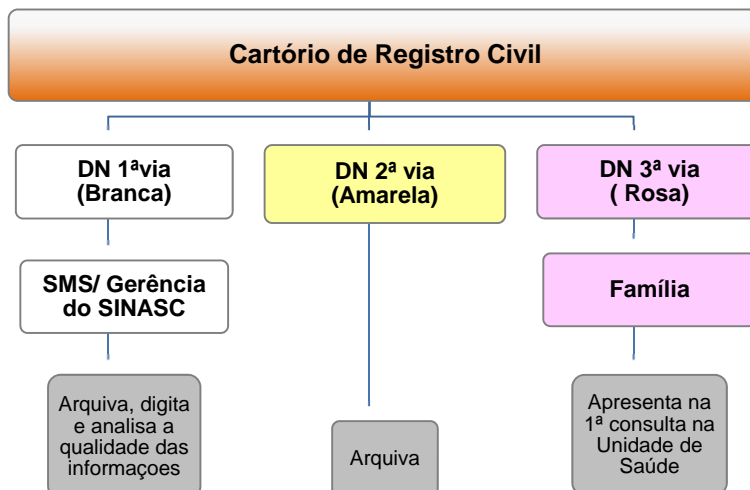 Cartório de Registro Civil
DN 1ªvia
(Branca)
DN 2ª via
(Amarela)
DN 3ª via
( Rosa)
SMS/ Gerência
do SINASC
Família
Arquiva, digita
e analisa a
qualidade das
informaçoes
Arquiva
Apresenta na
1ª consulta na
Unidade de
Saúde